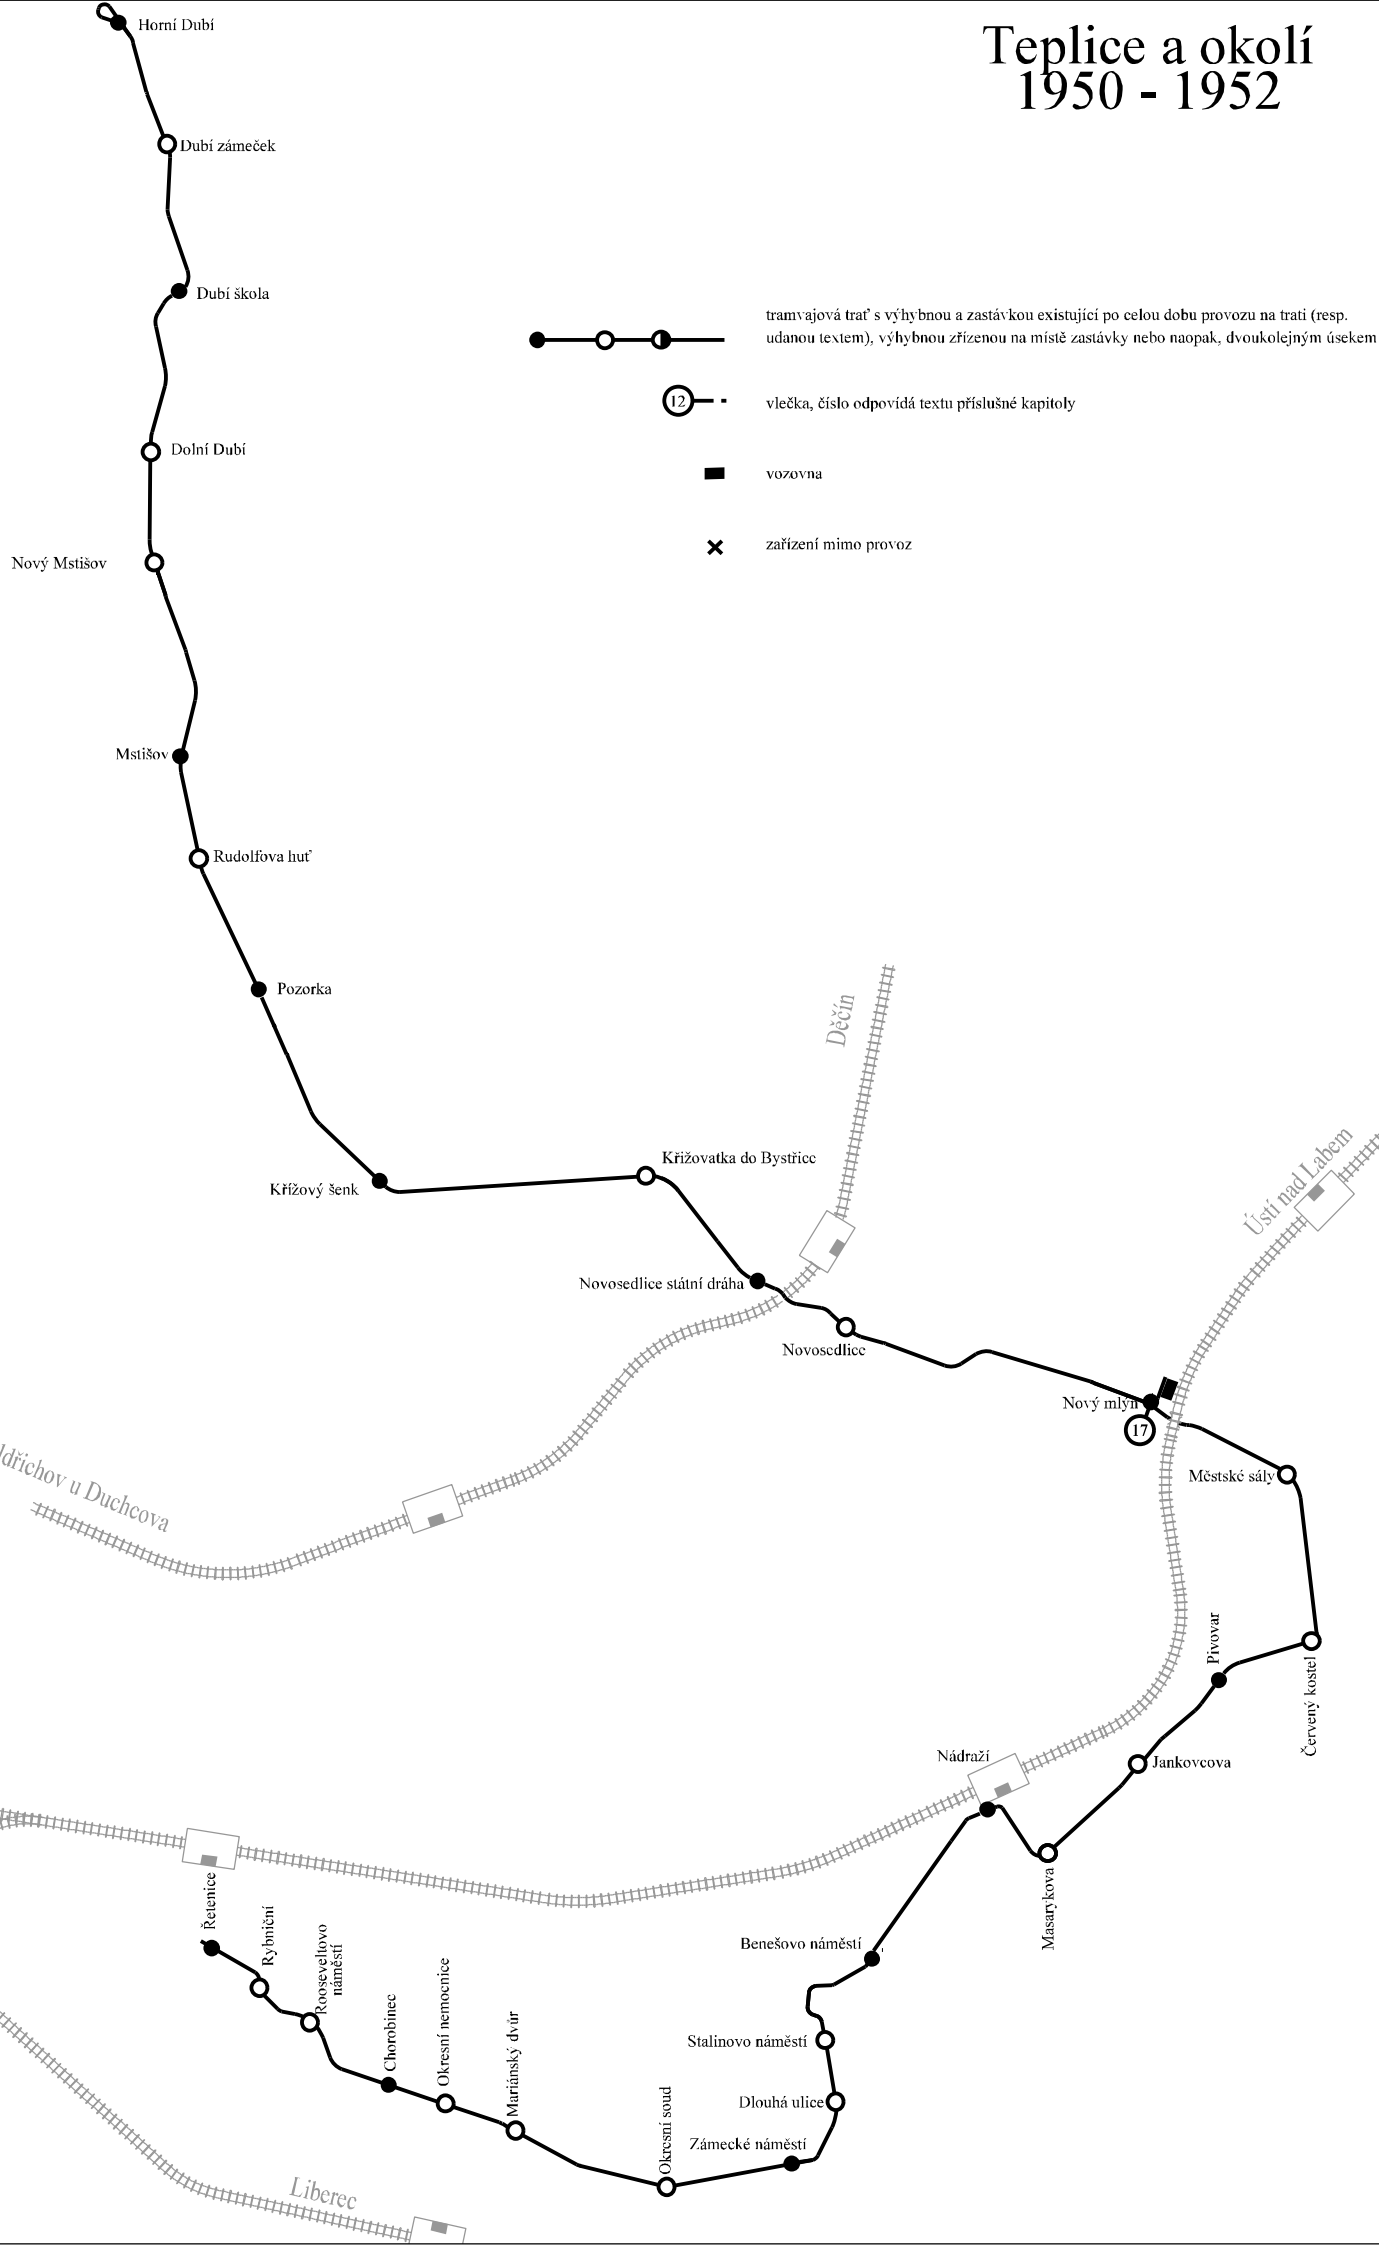 Teplice a okolí
1950 - 1952
Horní Dubí
Dubí zámeček
Dubí škola
tramvajová trať s výhybnou a zastávkou existující po celou dobu provozu na trati (resp.
udanou textem), výhybnou zřízenou na místě zastávky nebo naopak, dvoukolejným úsekem
12
vlečka, číslo odpovídá textu příslušné kapitoly
Dolní Dubí
vozovna
zařízení mimo provoz
Nový Mstišov
Mstišov
Rudolfova huť
Pozorka
Děčín
Křižovatka do Bystřice
Ústí nad Labem
Křížový šenk
Novosedlice státní dráha
Novosedlice
Nový mlýn
17
ldřichov u Duchcova
Městské sály
Pivovar
Červený kostel
Nádraží
Jankovcova
Masarykova
Řetenice
Rybniční
Rooseveltovo
náměstí
Benešovo náměstí
Chorobinec
Okresní nemocnice
Mariánský dvůr
Stalinovo náměstí
Dlouhá ulice
Okresní soud
Zámecké náměstí
Liberec